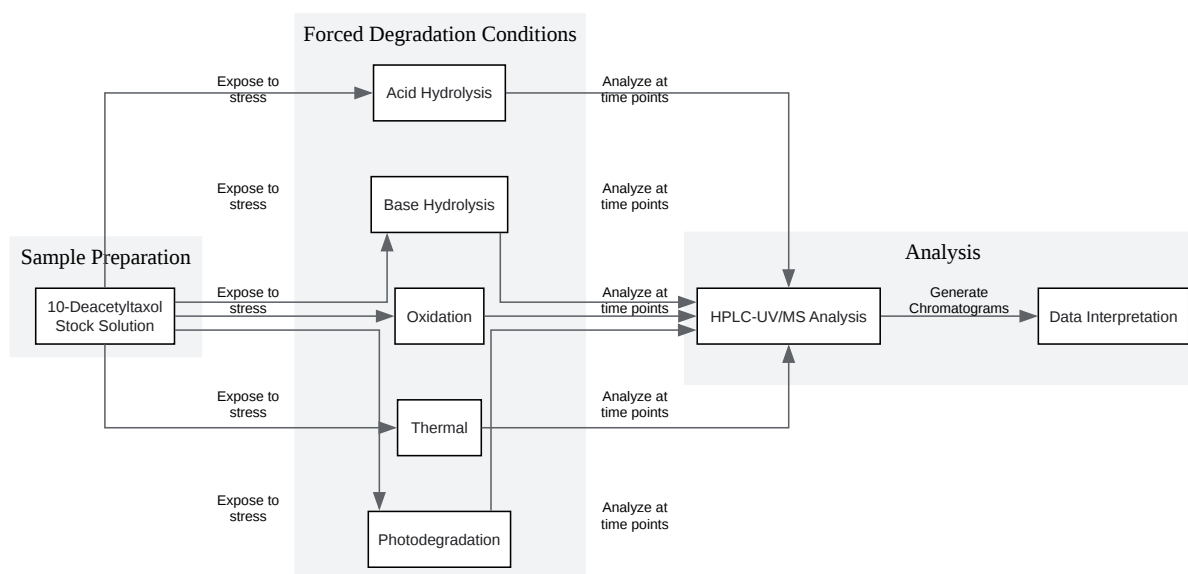 Forced Degradation Conditions
Expose to
stress
Acid Hydrolysis
Analyze at
time points
Expose to
stress
Base Hydrolysis
Analyze at
time points
Sample Preparation
Analysis
10-Deacetyltaxol
Stock Solution
Expose to
stress
Oxidation
Analyze at
time points
HPLC-UV/MS Analysis
Generate
Chromatograms
Data Interpretation
Expose to
stress
Thermal
Analyze at
time points
Expose to
stress
Photodegradation
Analyze at
time points